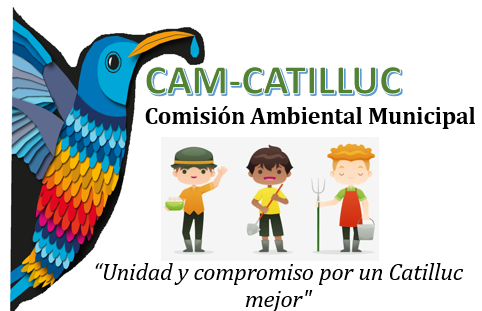 CAM-CATILLUC
Comisión Ambiental Municipal
“Unidad y compromiso por un Catilluc
mejor"